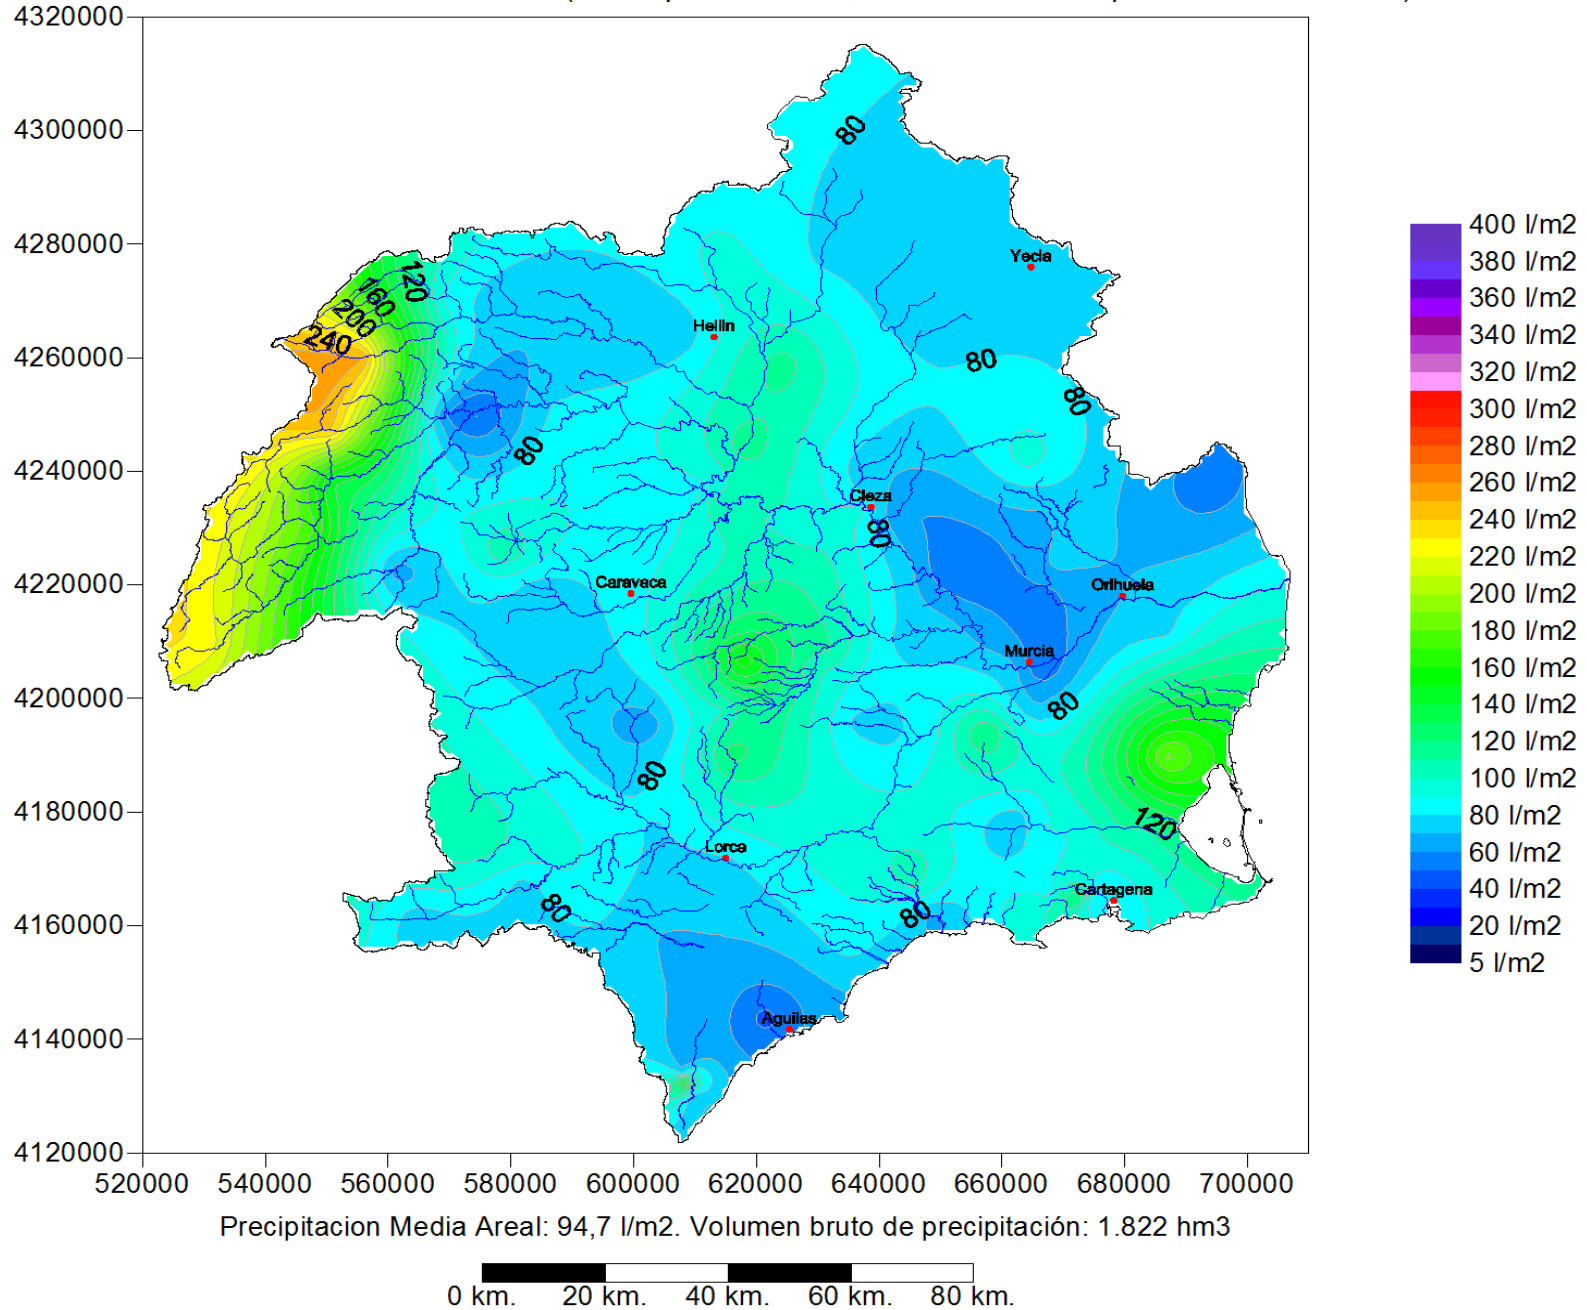 4320000
4300000
4280000
4260000
4240000
4220000
4200000
4180000
4160000
4140000
4120000
520000 540000 560000 580000 600000 620000 640000 660000 680000 700000
80
Yecla
120
160
200
240
Hellin
80
80
80
Cieza
80
Caravaca
Orihuela
Murcia
80
80
120
Lorca
Cartagena
80
80
Aguilas
400 l/m2
380 l/m2
360 l/m2
340 l/m2
320 l/m2
300 l/m2
280 l/m2
260 l/m2
240 l/m2
220 l/m2
200 l/m2
180 l/m2
160 l/m2
140 l/m2
120 l/m2
100 l/m2
80 l/m2
60 l/m2
40 l/m2
20 l/m2
5 l/m2
Precipitacion Media Areal: 94,7 l/m2. Volumen bruto de precipitación: 1.822 hm3
0 km. 20 km. 40 km. 60 km. 80 km.